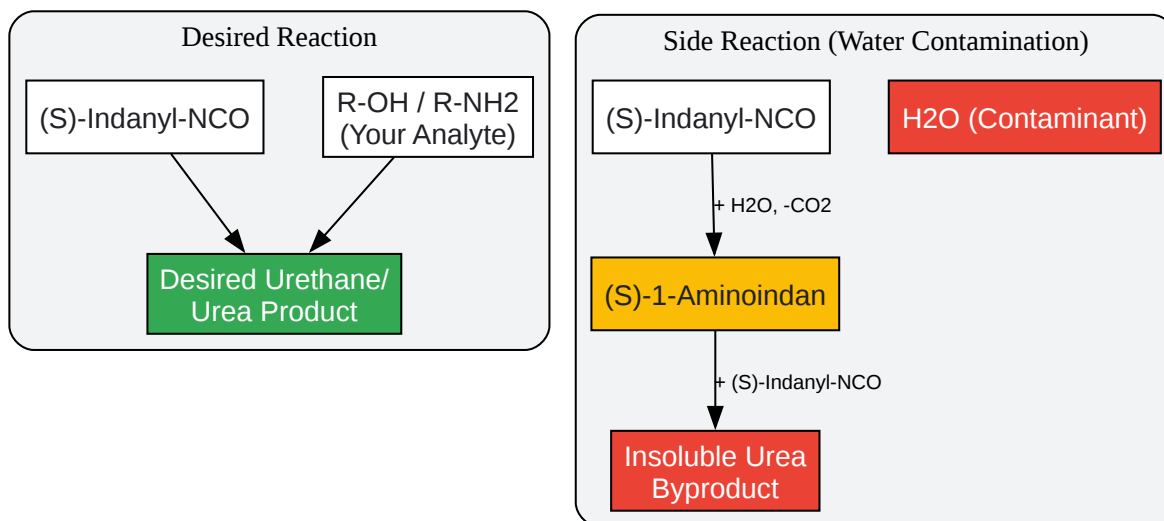 Desired Reaction
(S)-Indanyl-NCO
R-OH / R-NH2
(Your Analyte)
Desired Urethane/
Urea Product
Side Reaction (Water Contamination)
(S)-Indanyl-NCO
H2O (Contaminant)
+ H2O, -CO2
(S)-1-Aminoindan
+ (S)-Indanyl-NCO
Insoluble Urea
Byproduct